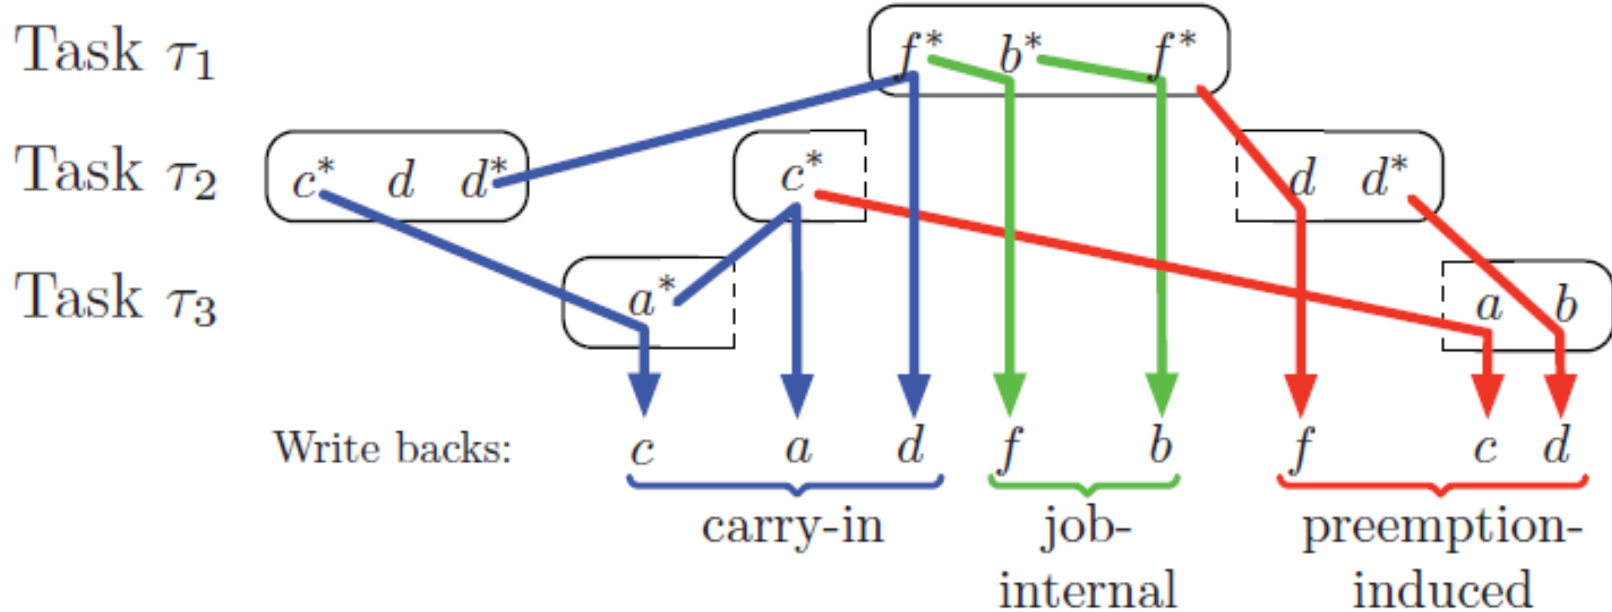 Task τ₁ f* b* f*
Task τ₂ c* d d* c* d d*
Task τ₃ a* a b
Write backs: c a d f b f c d
carry-in job- preemption-
internal induced